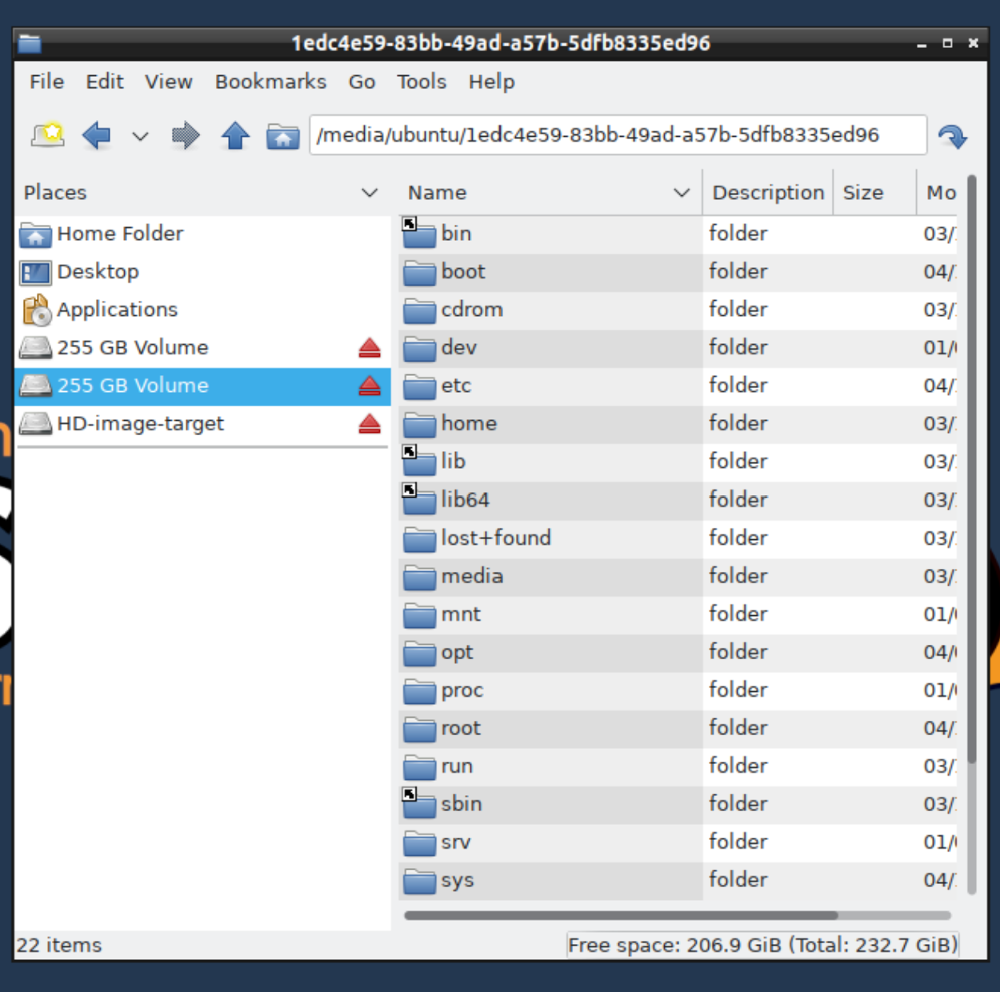 1edc4e59-83bb-49ad-a57b-5dfb8335ed96
File Edit View Bookmarks Go Tools Help
/media/ubuntu/1edc4e59-83bb-49ad-a57b-5dfb8335ed96
Places
Home Folder
Desktop
Applications
255 GB Volume
255 GB Volume
HD-image-target
Name Description Size Mo
bin folder 03/
boot folder 04/
cdrom folder 03/
dev folder 01/
etc folder 04/
home folder 03/
lib folder 03/
lib64 folder 03/
lost+found folder 03/
media folder 03/
mnt folder 01/
opt folder 04/
proc folder 01/
root folder 04/
run folder 03/
sbin folder 03/
srv folder 01/
sys folder 04/
22 items
Free space: 206.9 GiB (Total: 232.7 GiB)